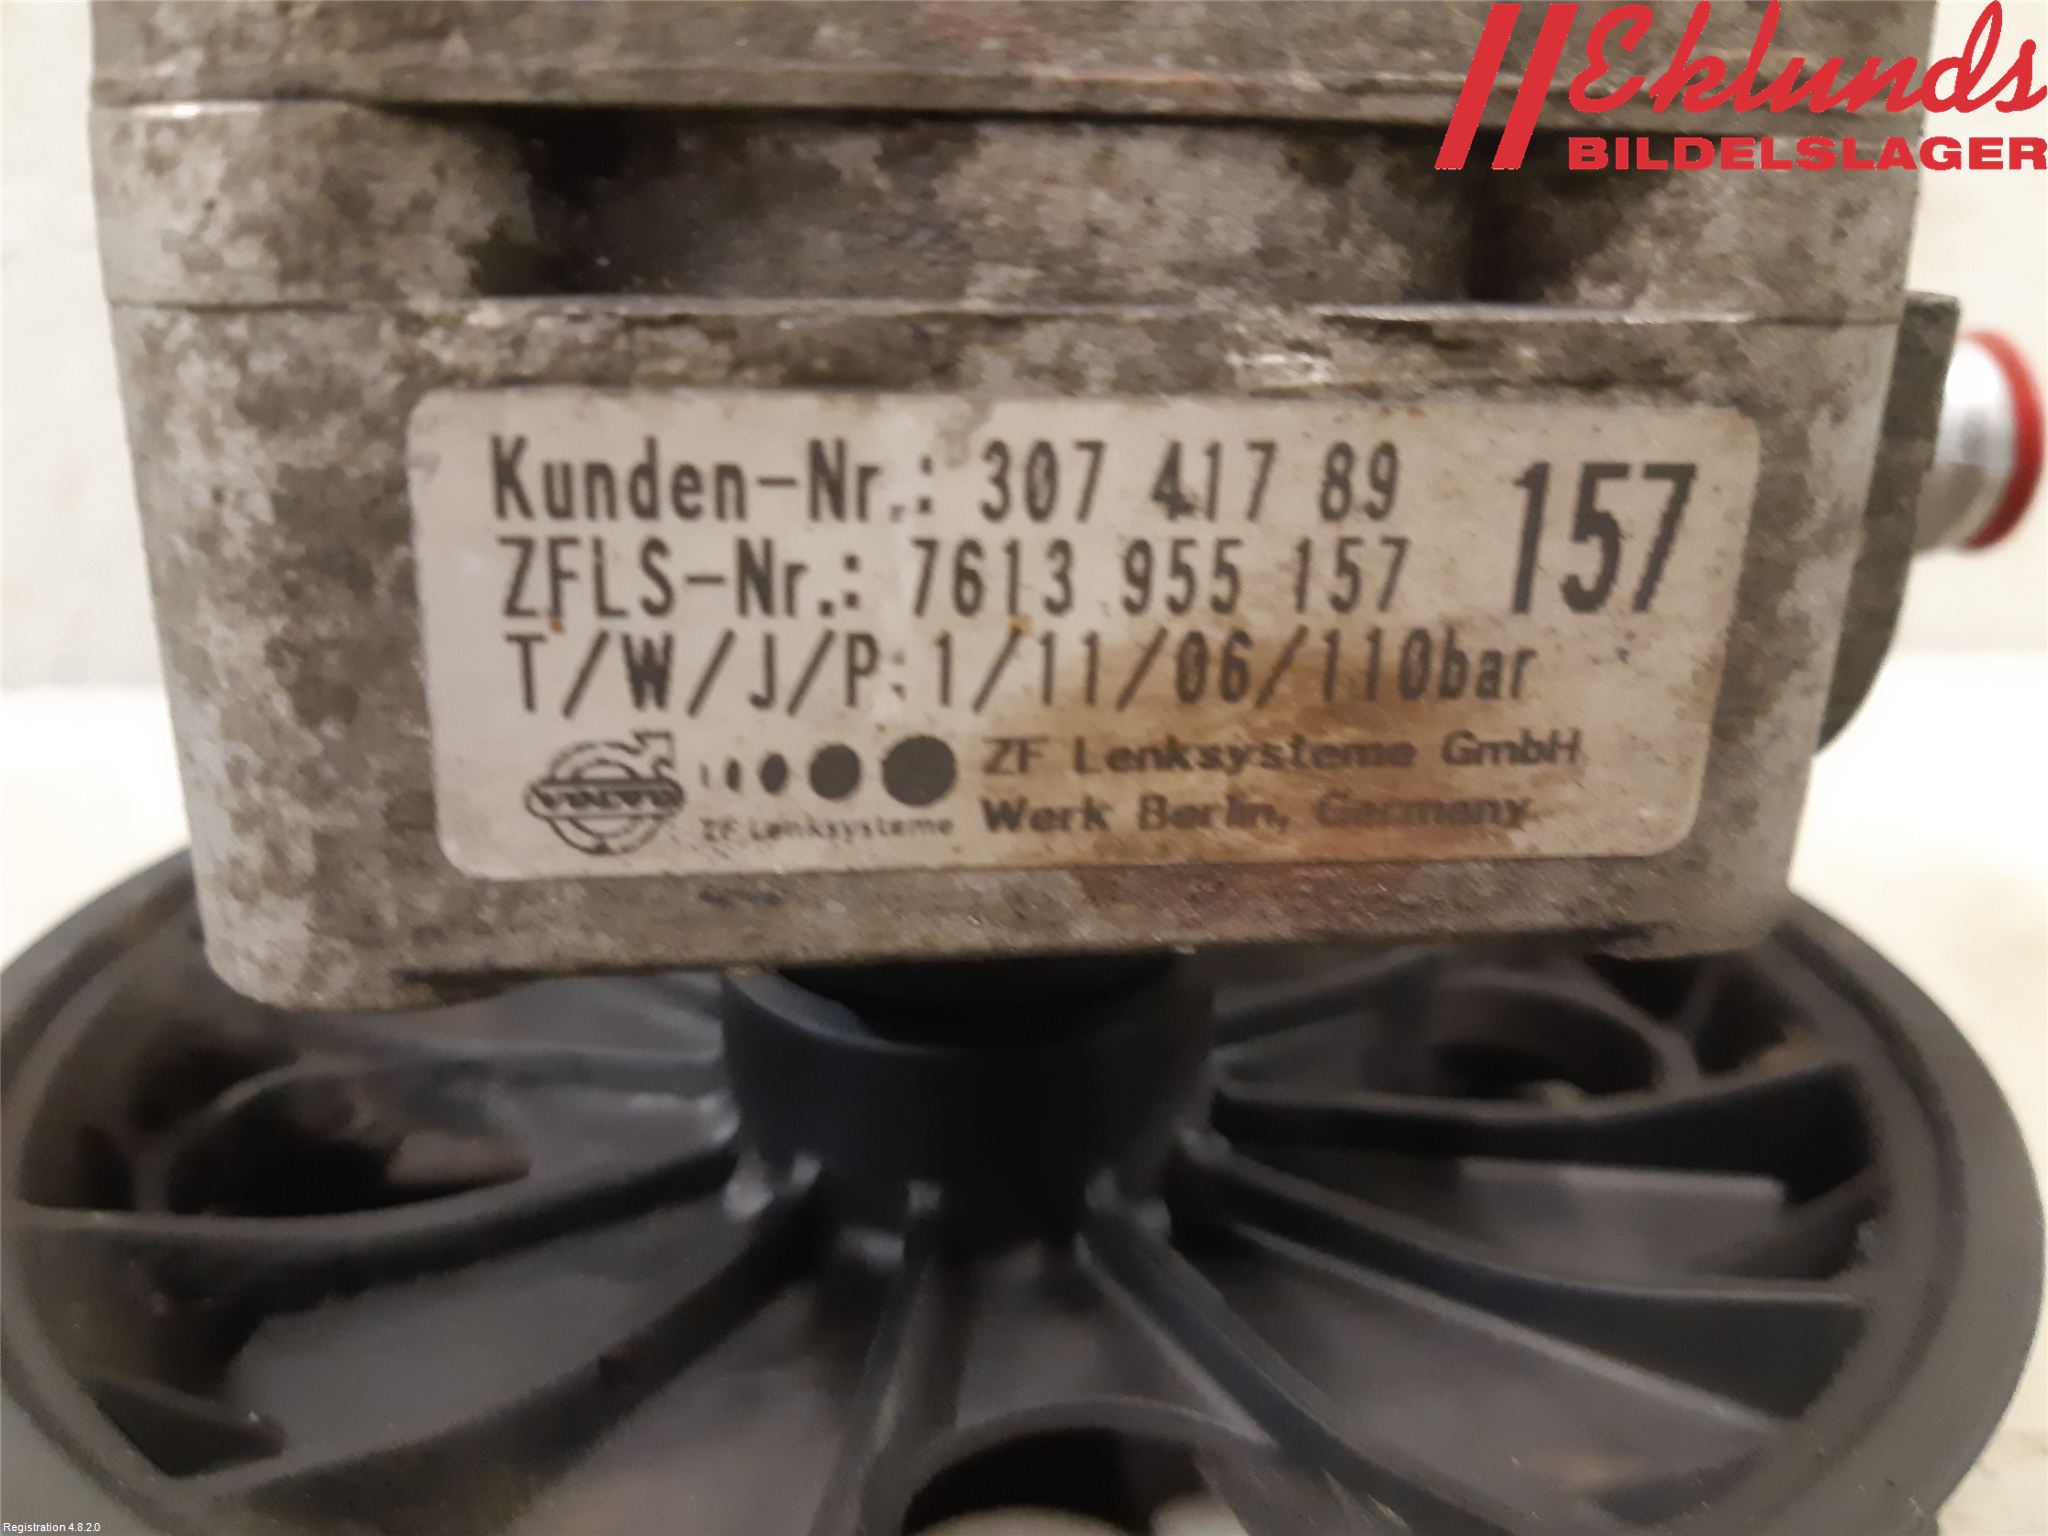 Eklunds
BILDELSLAGER
Kunden-Nr.: 307 417 89
ZFLS-Nr.: 7613 955 157
157
T/W/J/P: 1/11/06/110bar
VOLVO
ZF Lenksysteme
ZF Lenksysteme GmbH
Werk Berlin, Germany
Registration 4.8.2.0